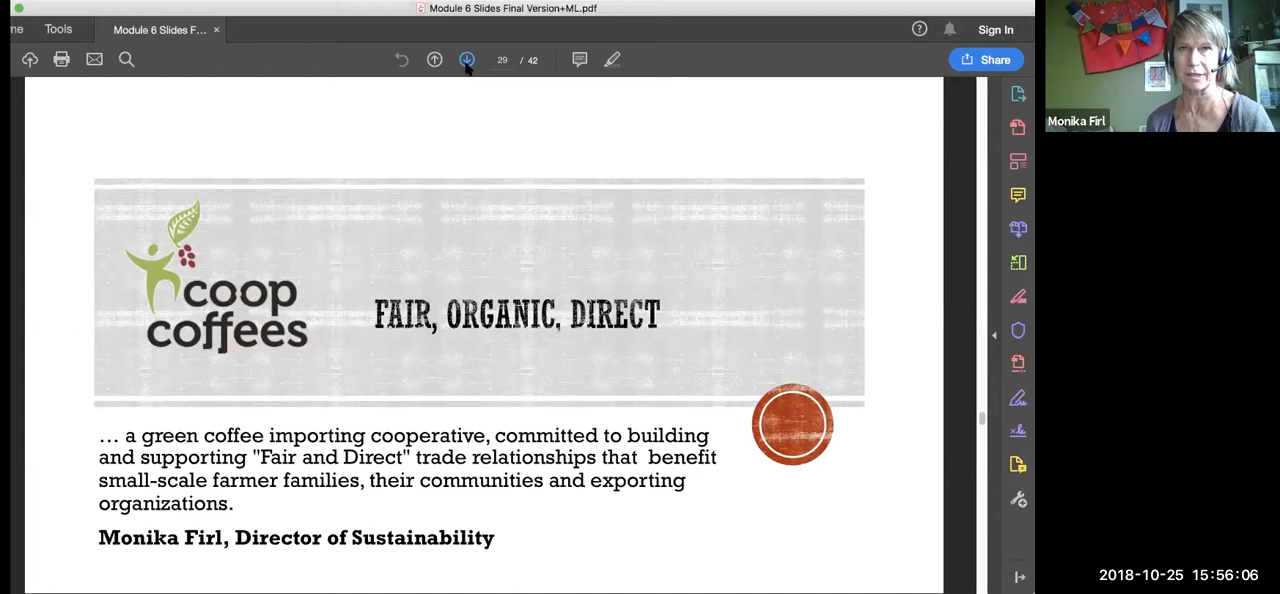 Module 6 Slides Final Version+ML.pdf
me Tools Module 6 Slides F... × Sign In
29 / 42 Share
Monika Firl
coop
coffees
FAIR, ORGANIC, DIRECT
... a green coffee importing cooperative, committed to building
and supporting "Fair and Direct" trade relationships that benefit
small-scale farmer families, their communities and exporting
organizations.
Monika Firl, Director of Sustainability
2018-10-25 15:56:06